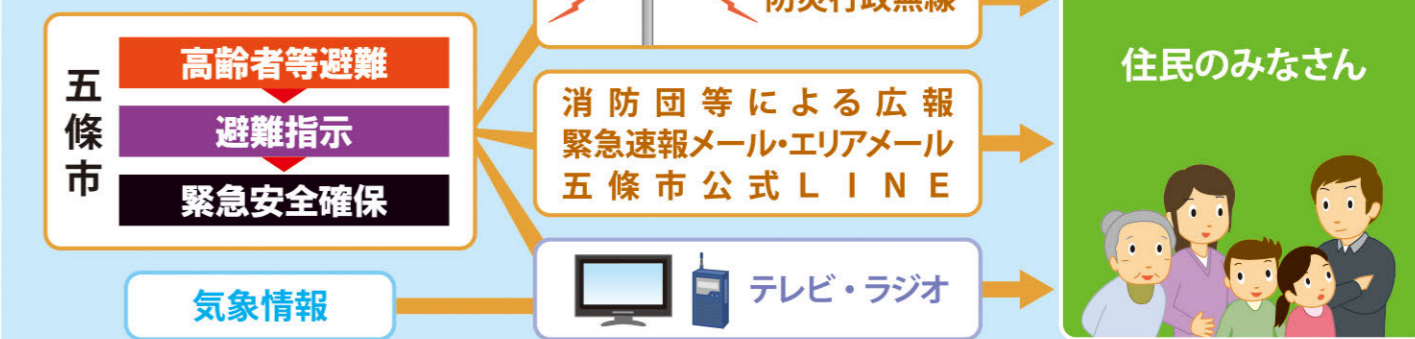 防災行政無線
五條市
高齢者等避難
避難指示
緊急安全確保
消防団等による広報
緊急速報メール・エリアメール
五條市公式LINE
気象情報
テレビ・ラジオ
住民のみなさん